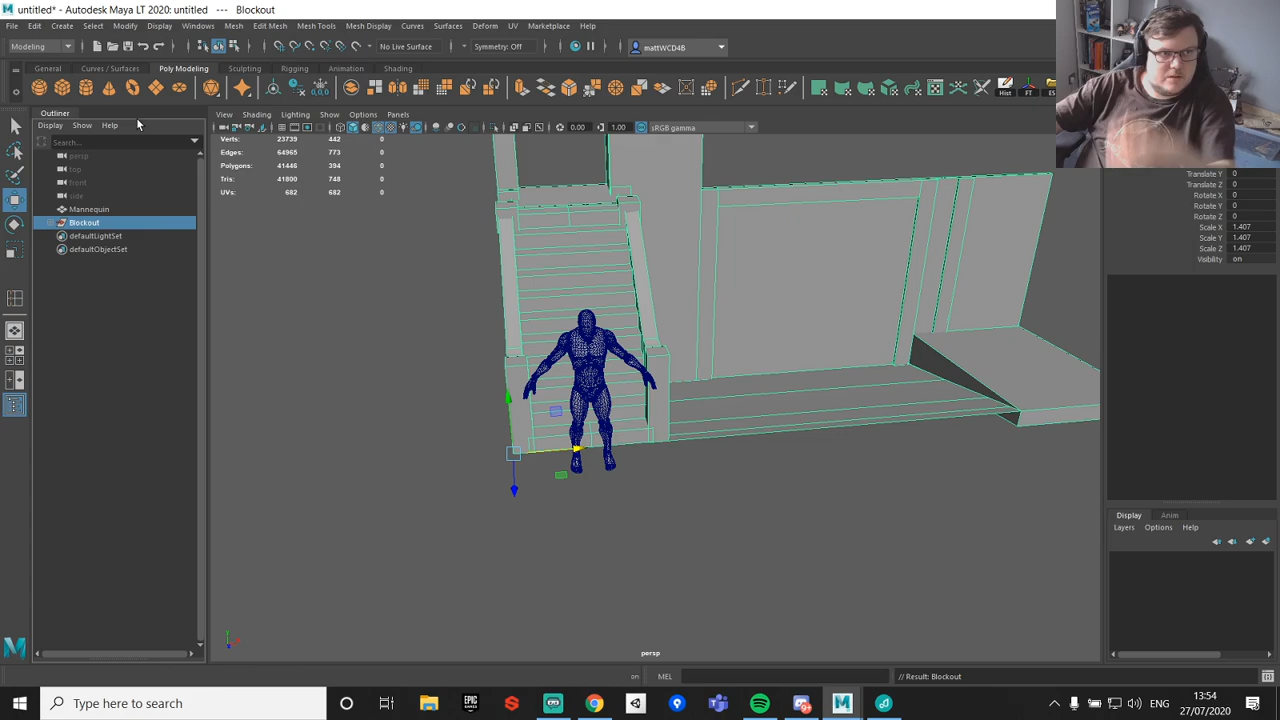 untitled* - Autodesk Maya LT 2020: untitled --- Blockout
File Edit Create Select Modify Display Windows Mesh Edit Mesh Mesh Tools Mesh Display Curves Surfaces Deform UV Marketplace Help
Modeling No Live Surface Symmetry: Off mattWCD4B
General Curves / Surfaces Poly Modeling Sculpting Rigging Animation Shading
Hist FT
Outliner
Display Show Help
Search...
persp
top
front
side
Mannequin
Blockout
defaultLightSet
defaultObjectSet
View Shading Lighting Show Options Panels
0.00 1.00 sRGB gamma
Verts: 23739 442 0
Edges: 64965 773 0
Polygons: 41446 394 0
Tris: 41800 748 0
UVs: 682 682 0
persp
Translate Y 0
Translate Z 0
Rotate X 0
Rotate Y 0
Rotate Z 0
Scale X 1.407
Scale Y 1.407
Scale Z 1.407
Visibility on
Display Anim
Layers Options Help
on MEL // Result: Blockout
Type here to search
ENG 13:54
27/07/2020